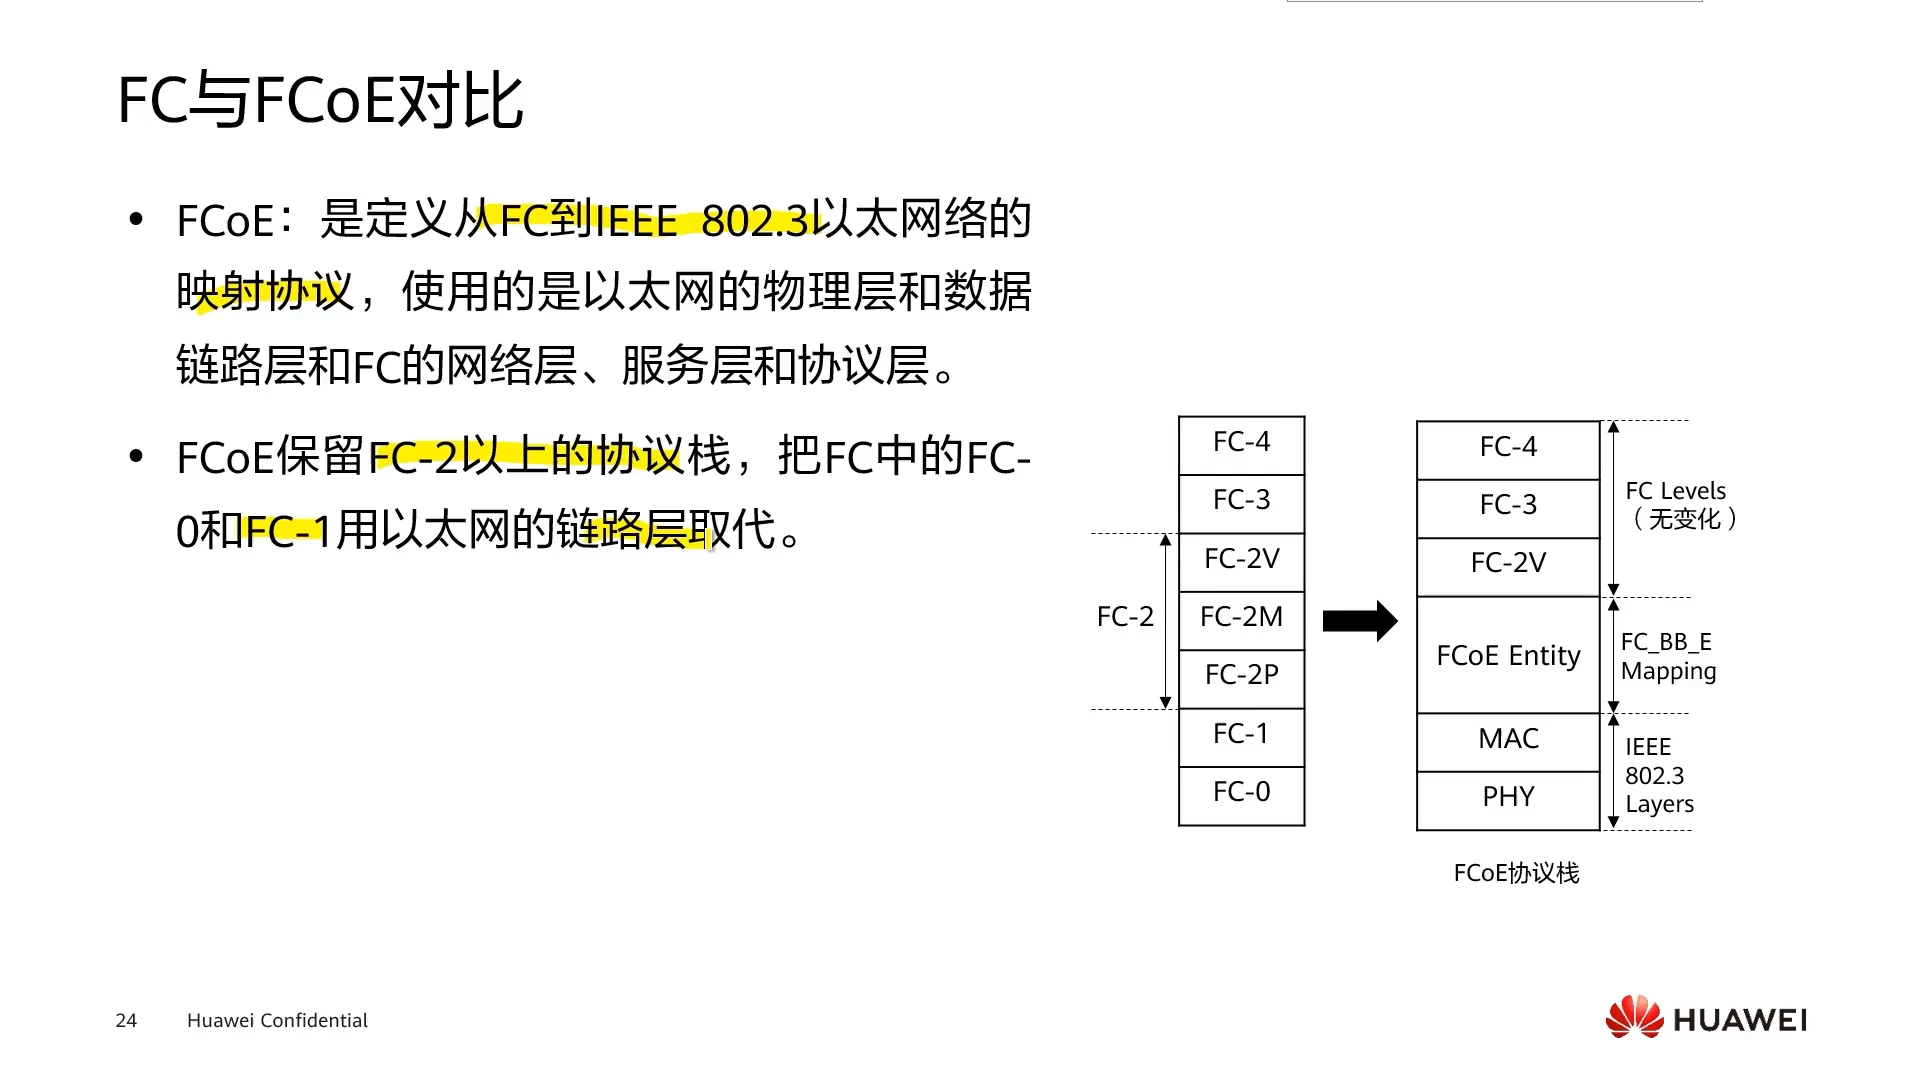 FC与FCoE对比
• FCoE：是定义从FC到IEEE 802.3以太网络的
映射协议，使用的是以太网的物理层和数据
链路层和FC的网络层、服务层和协议层。
• FCoE保留FC-2以上的协议栈，把FC中的FC-
0和FC-1用以太网的链路层取代。
FC-2
FC-4
FC-3
FC-2V
FC-2M
FC-2P
FC-1
FC-0
FC-4
FC-3
FC-2V
FCoE Entity
MAC
PHY
FC Levels
（无变化）
FC_BB_E
Mapping
IEEE
802.3
Layers
FCoE协议栈
24 Huawei Confidential
HUAWEI